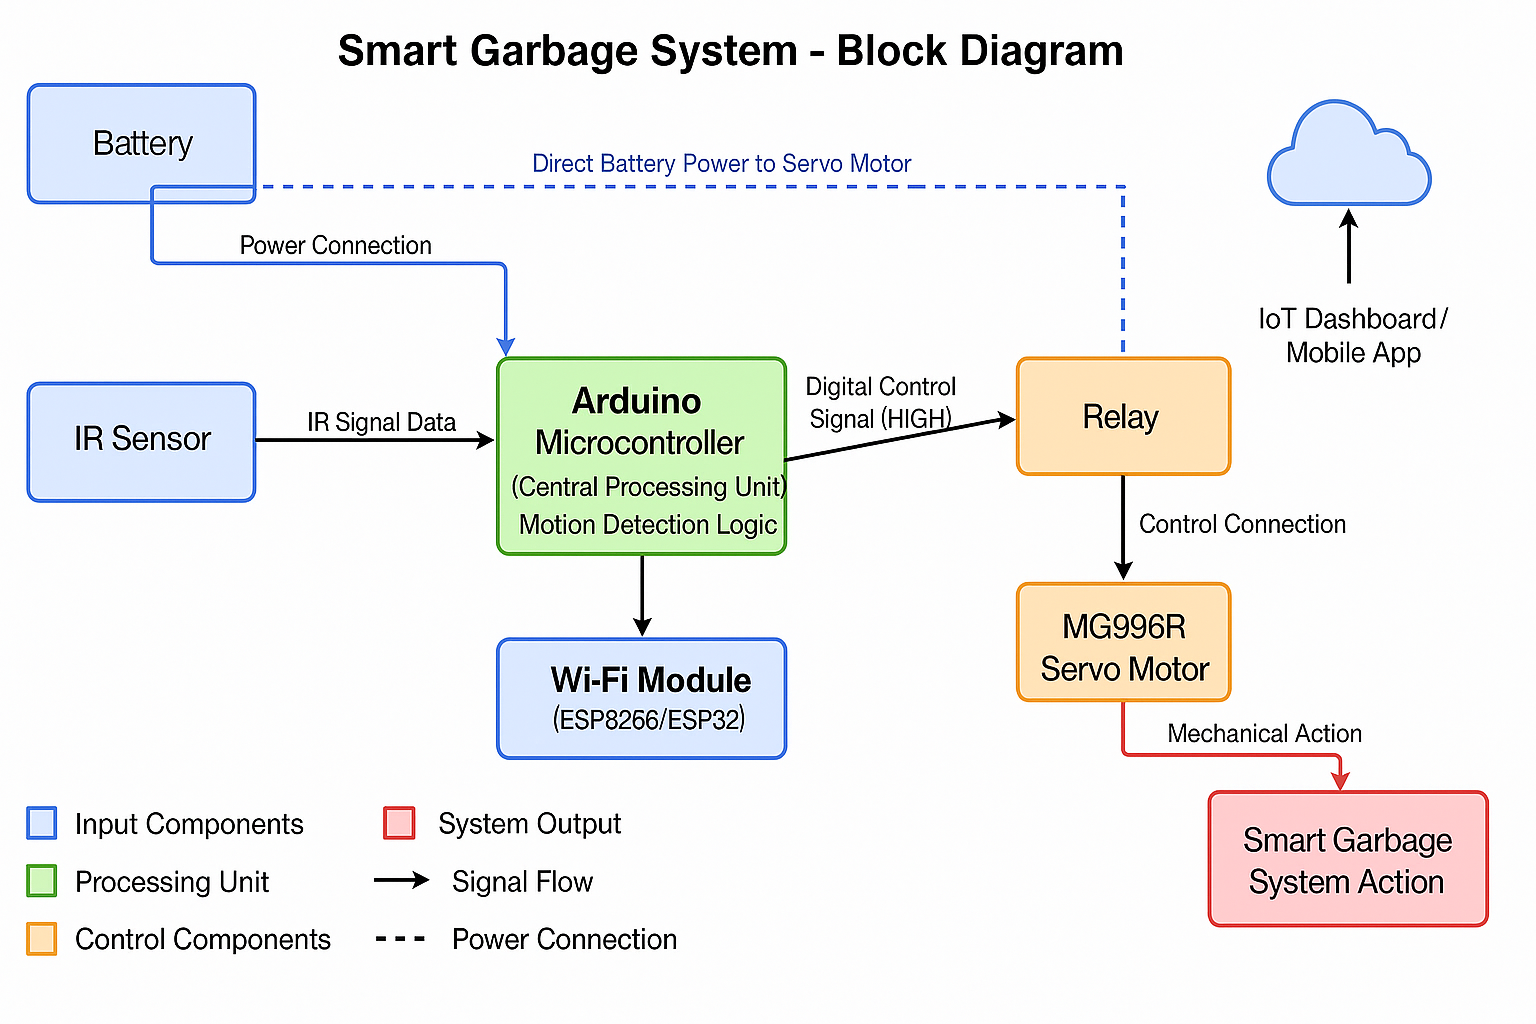 Smart Garbage System - Block Diagram
Battery
Direct Battery Power to Servo Motor
Power Connection
IoT Dashboard/
Mobile App
IR Sensor
IR Signal Data
Arduino
Microcontroller
(Central Processing Unit)
Motion Detection Logic
Digital Control
Signal (HIGH)
Relay
Control Connection
MG996R
Servo Motor
Wi-Fi Module
(ESP8266/ESP32)
Mechanical Action
Smart Garbage
System Action
Input Components
System Output
Processing Unit
Signal Flow
Control Components
Power Connection